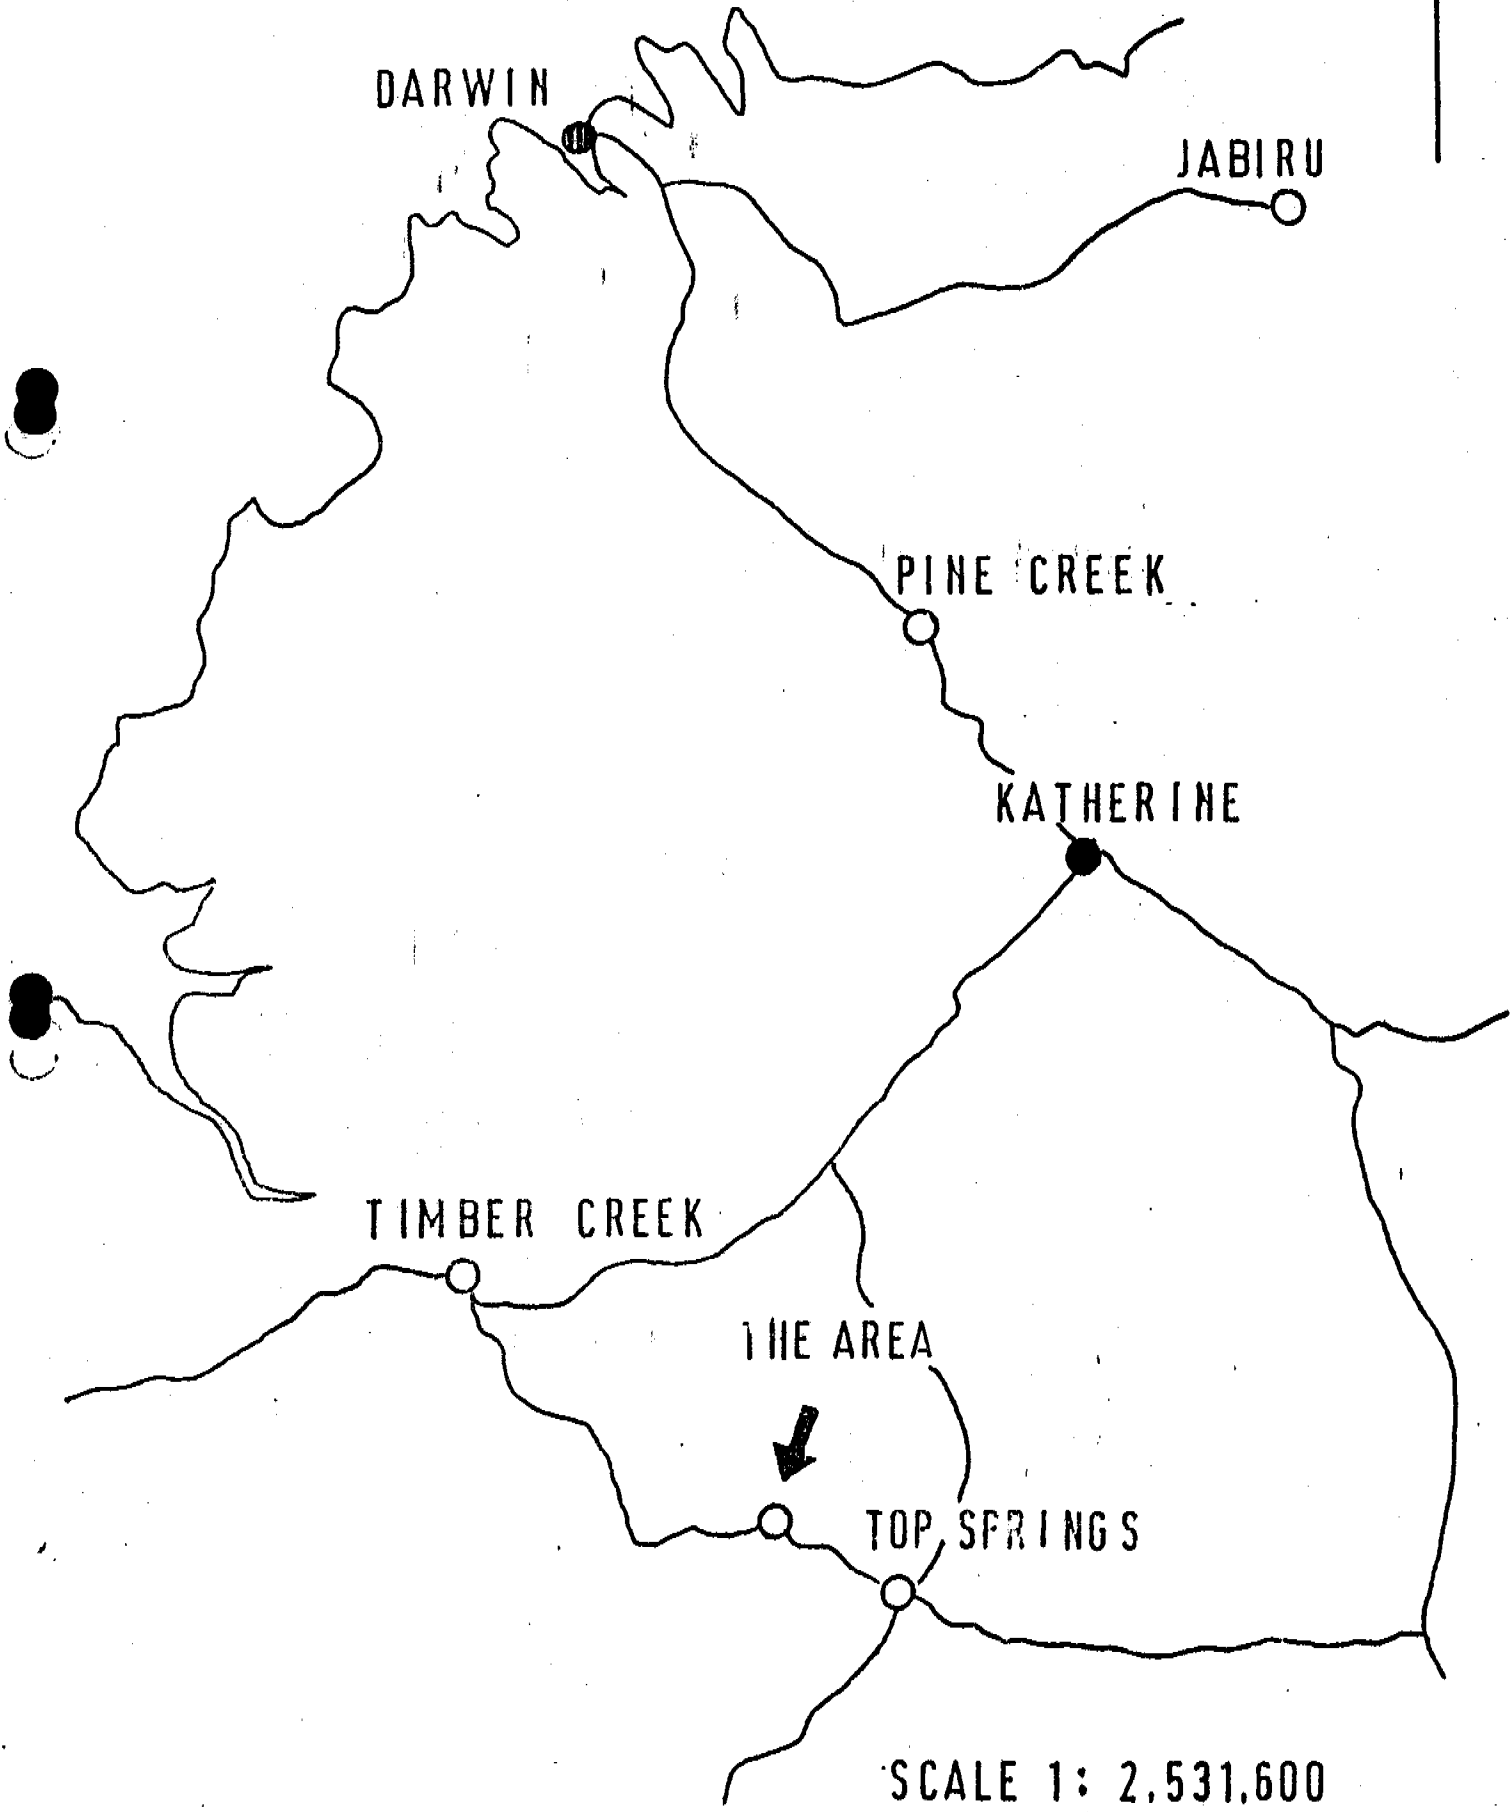 DARWIN
JABIRU
PINE CREEK
KATHERINE
TIMBER CREEK
THE AREA
TOP SPRINGS
SCALE 1: 2,531,600